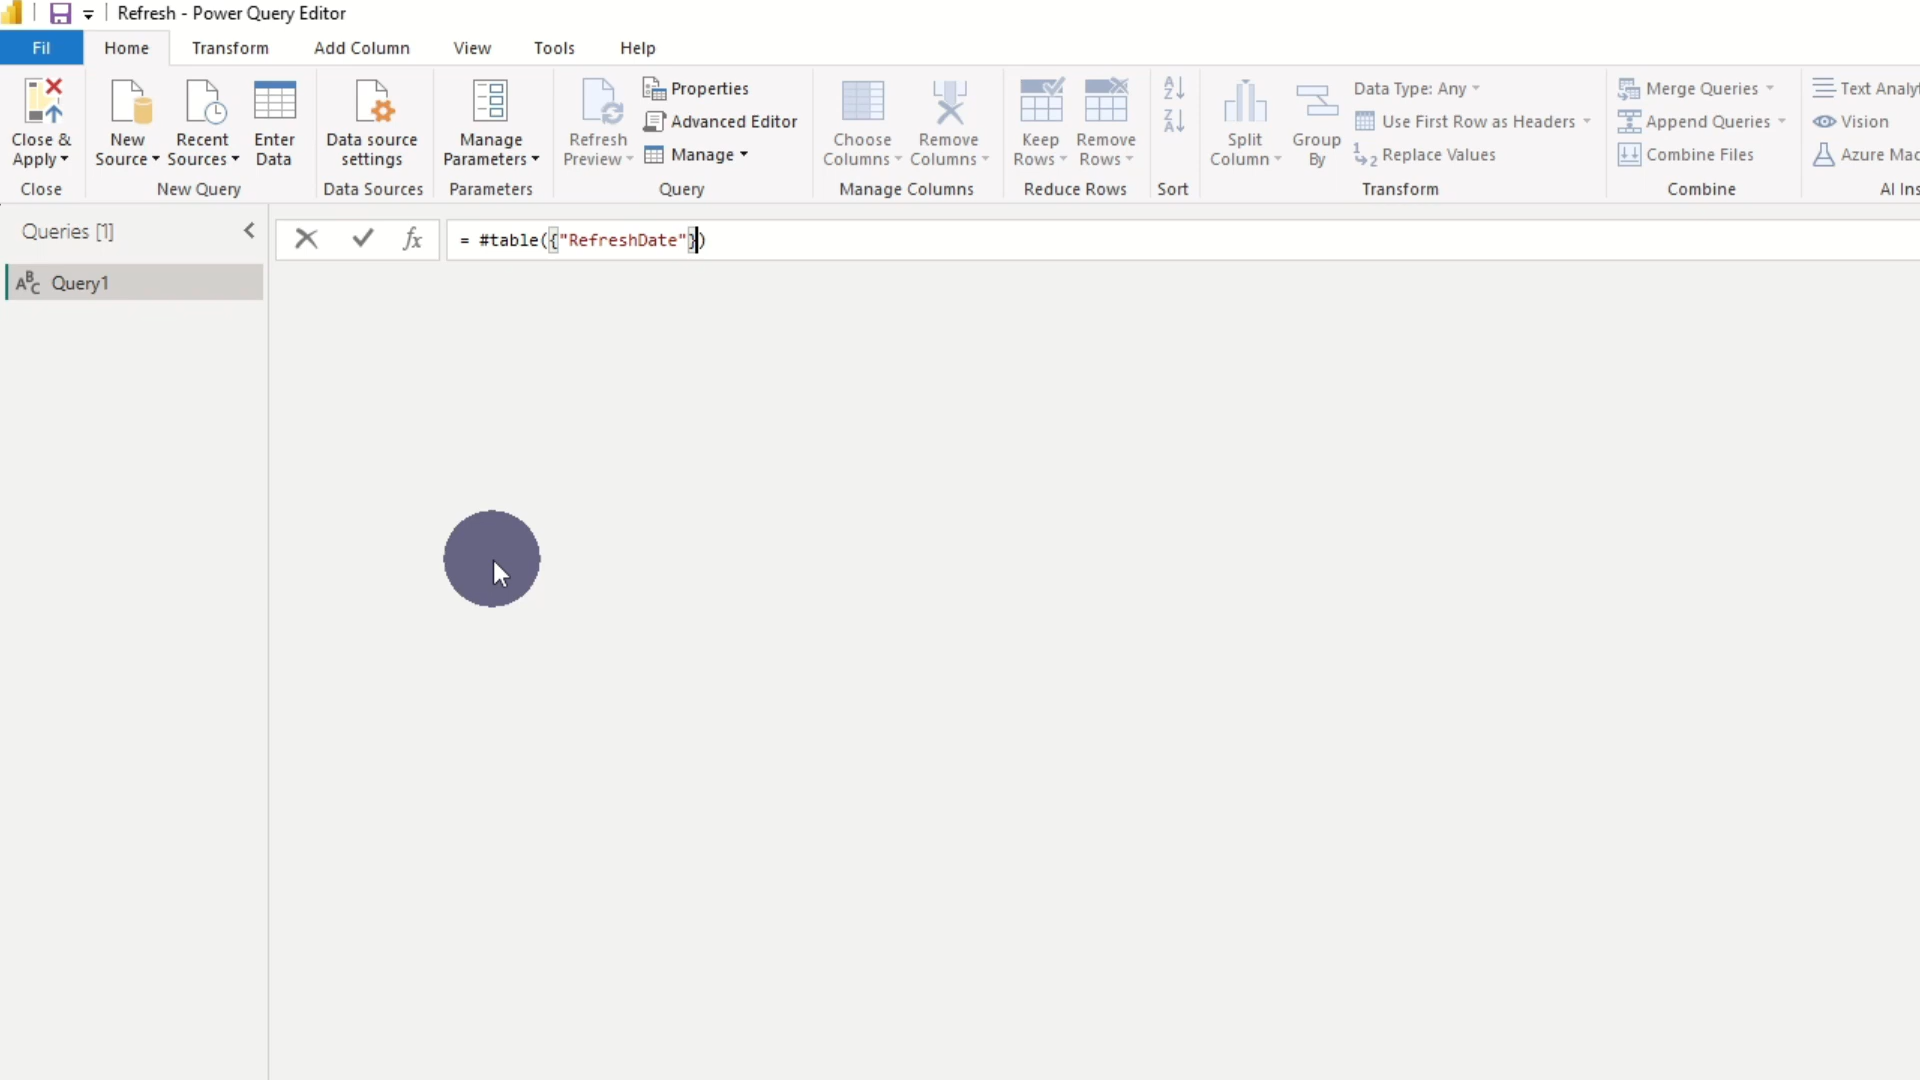 Refresh - Power Query Editor
Fil Home Transform Add Column View Tools Help
Close & Apply
New Source
Recent Sources
Enter Data
Data source settings
Manage Parameters
Refresh Preview
Properties
Advanced Editor
Manage
Choose Columns
Remove Columns
Keep Rows
Remove Rows
A Z
Z A
Split Column
Group By
Data Type: Any
Use First Row as Headers
1 2 Replace Values
Merge Queries
Append Queries
Combine Files
Text Analy
Vision
Azure Mac
Close New Query Data Sources Parameters Query Manage Columns Reduce Rows Sort Transform Combine AI Ins
Queries [1]
fx = #table({"RefreshDate"})
ABC Query1